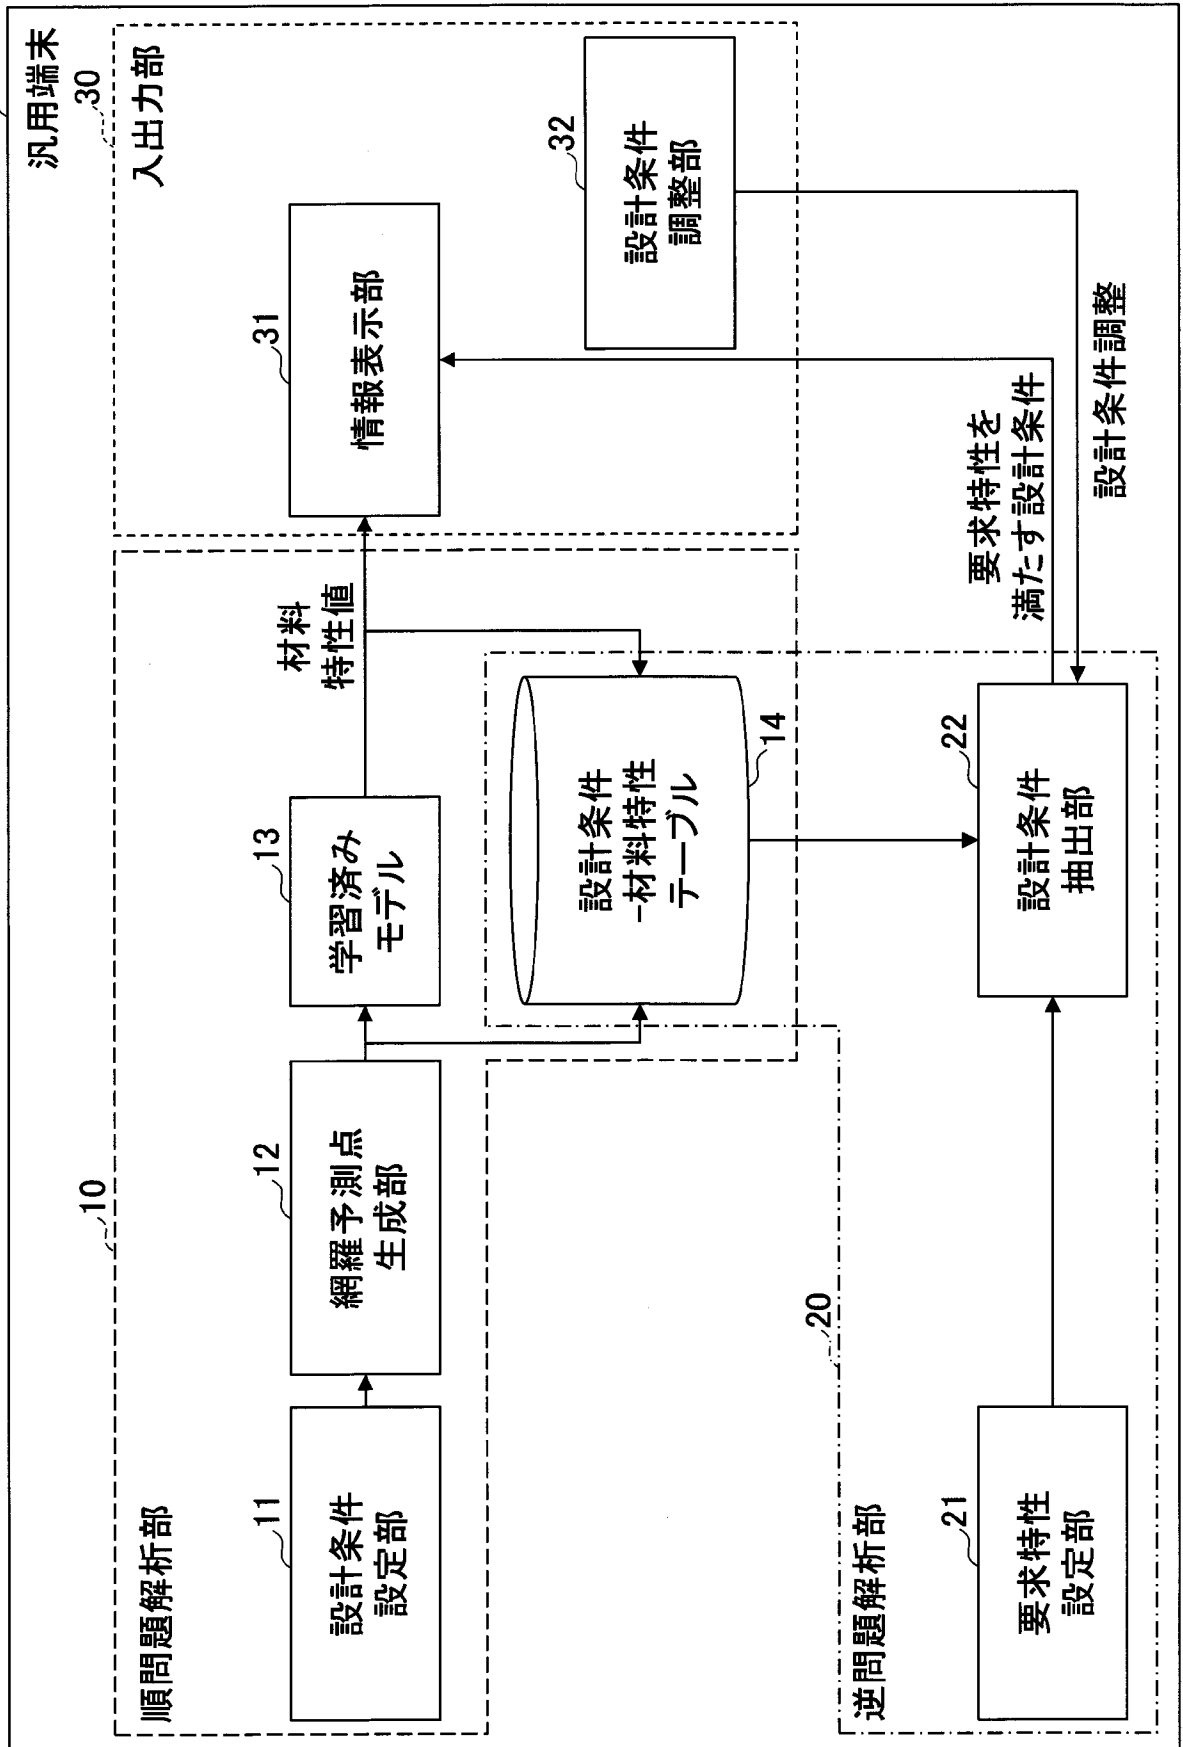 汎用端末
10
順問題解析部
11
設計条件
設定部
12
網羅予測点
生成部
13
学習済み
モデル
材料
特性値
30
入出力部
31
情報表示部
32
設計条件
調整部
設計条件
-材料特性
テーブル
14
20
逆問題解析部
21
要求特性
設定部
22
設計条件
抽出部
要求特性を
満たす設計条件
設計条件調整